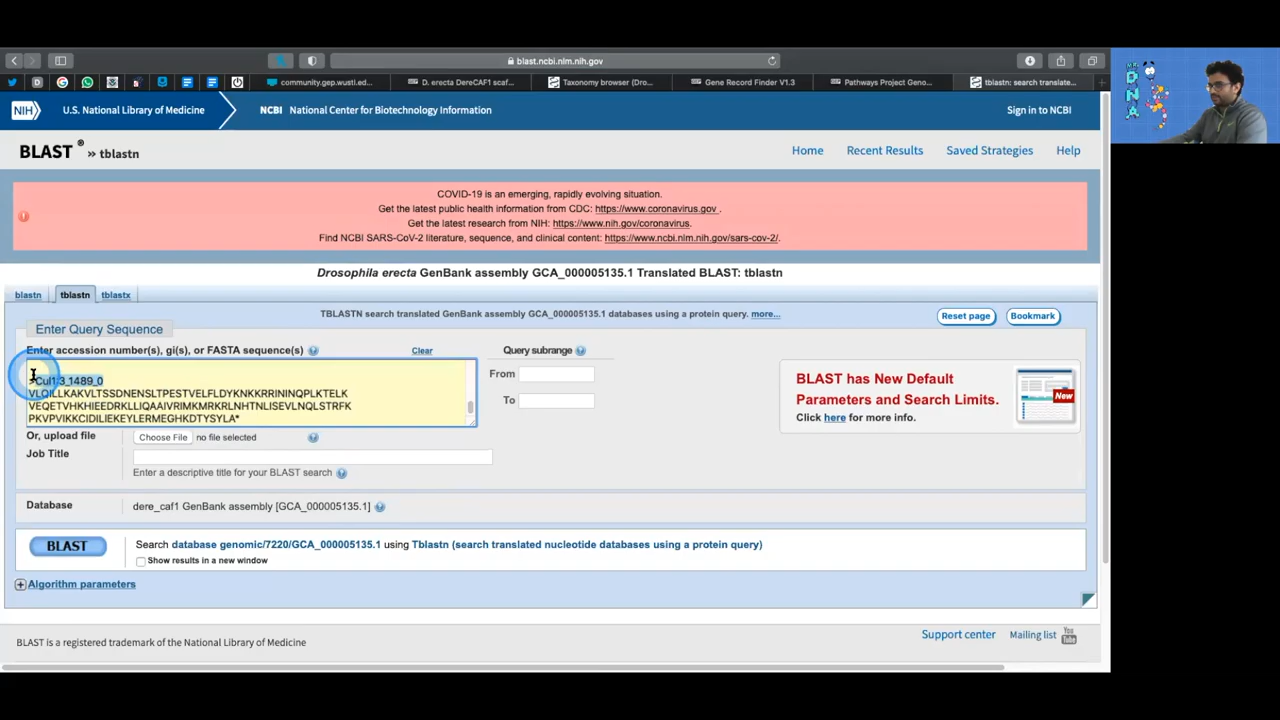 blast.ncbi.nlm.nih.gov
community.gep.wustl.ed...
D. erecta DereCAF1 scaf...
Taxonomy browser (Dro...
Gene Record Finder V1.3
Pathways Project Geno...
tblastn: search translate...
NIH
U.S. National Library of Medicine
NCBI National Center for Biotechnology Information
Sign in to NCBI
BLAST ® » tblastn
Home Recent Results Saved Strategies Help
COVID-19 is an emerging, rapidly evolving situation.
Get the latest public health information from CDC: https://www.coronavirus.gov .
Get the latest research from NIH: https://www.nih.gov/coronavirus.
Find NCBI SARS-CoV-2 literature, sequence, and clinical content: https://www.ncbi.nlm.nih.gov/sars-cov-2/.
Drosophila erecta GenBank assembly GCA_000005135.1 Translated BLAST: tblastn
blastn tblastn tblastx
TBLASTN search translated GenBank assembly GCA_000005135.1 databases using a protein query. more...
Reset page Bookmark
Enter Query Sequence
Enter accession number(s), gi(s), or FASTA sequence(s)
Clear
Query subrange
>Cul1:3_1489_0
VLQILLKAKVLTSSDNENSLTPESTVELFLDYKNKKRRININQPLKTELK
VEQETVHKHIEEDRKLLIQAAIVRIMKMRKRLNHTNLISEVLNQLSTRFK
PKVPVIKKCIDILIEKEYLERMEGHKDTYSYLA*
From
To
BLAST has New Default
Parameters and Search Limits.
Click here for more info.
New
Or, upload file Choose File no file selected
Job Title
Enter a descriptive title for your BLAST search
Database dere_caf1 GenBank assembly [GCA_000005135.1]
BLAST
Search database genomic/7220/GCA_000005135.1 using Tblastn (search translated nucleotide databases using a protein query)
Show results in a new window
Algorithm parameters
BLAST is a registered trademark of the National Library of Medicine
Support center Mailing list
You
Tube
DNA